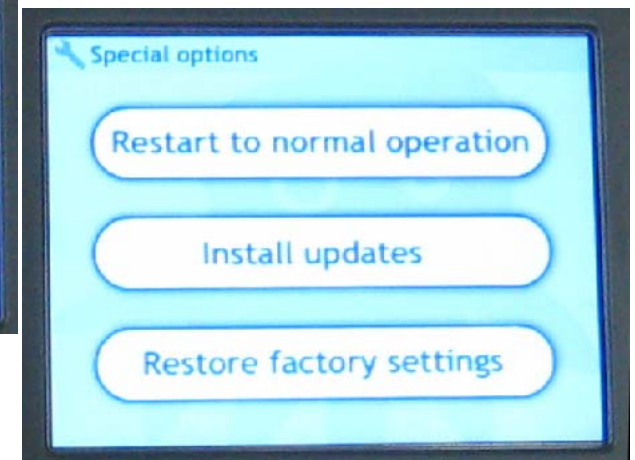 Special options
Restart to normal operation
Install updates
Restore factory settings